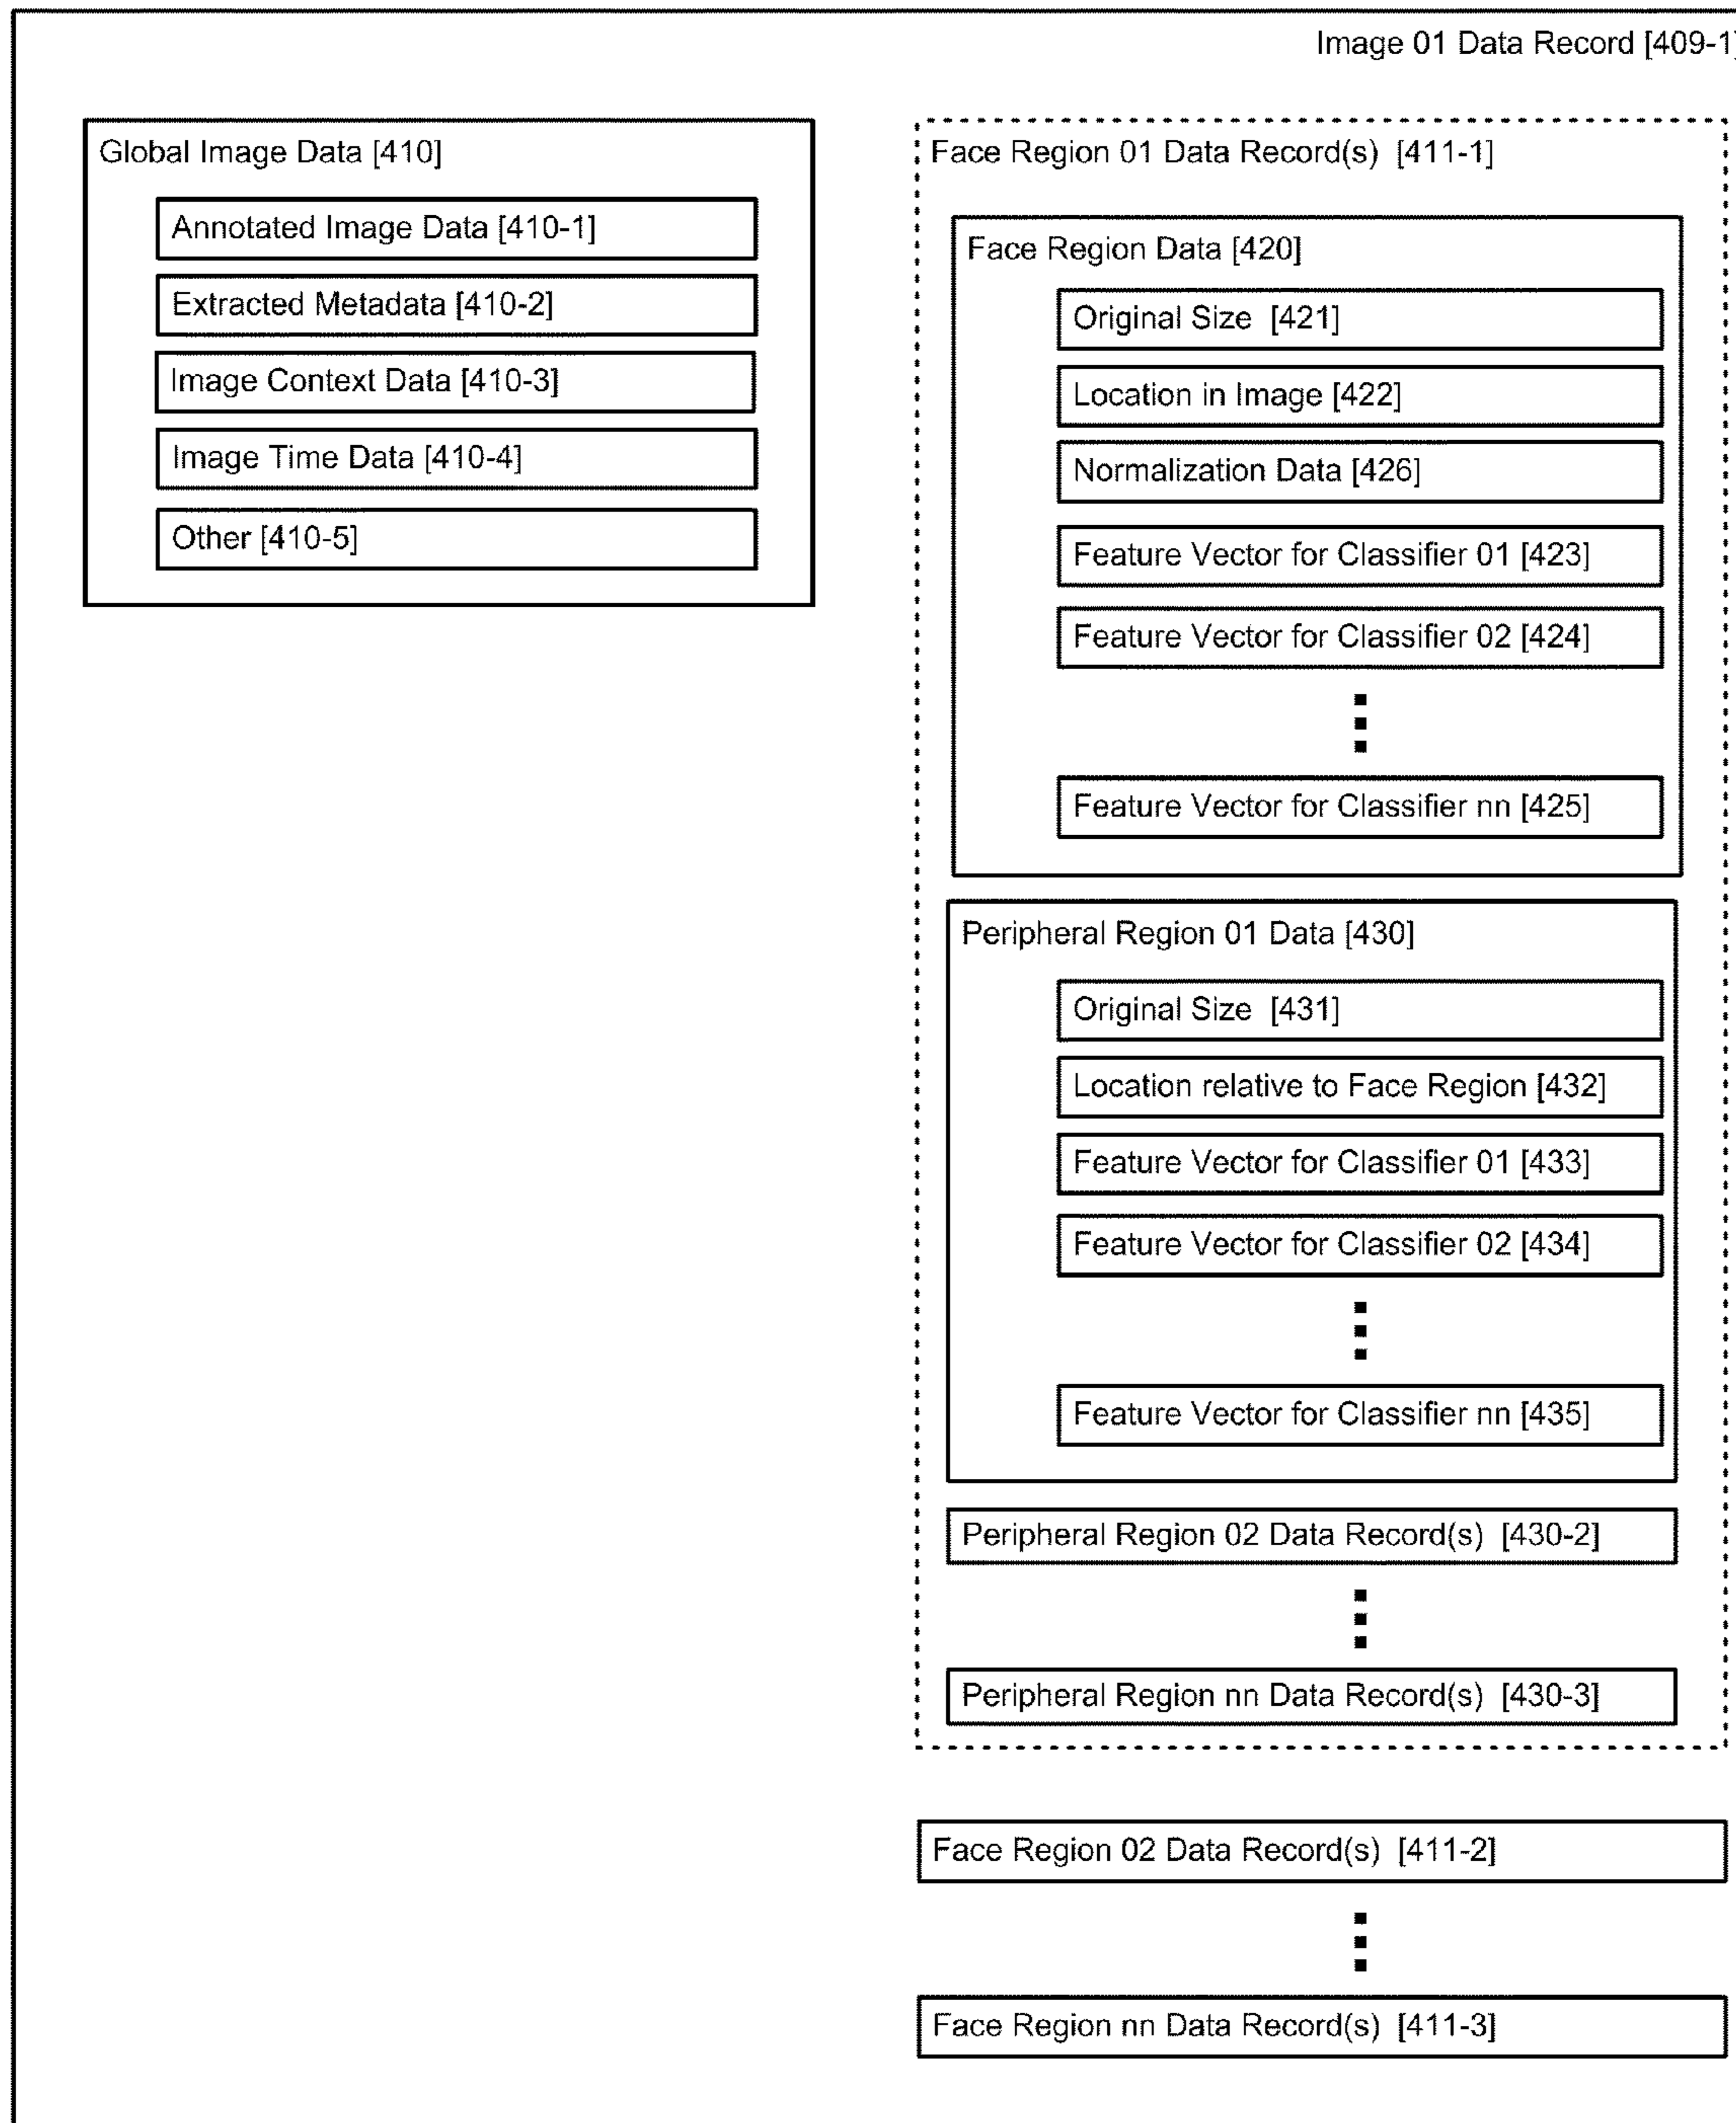 Image 01 Data Record [409-1]
Global Image Data [410]
Annotated Image Data [410-1]
Extracted Metadata [410-2]
Image Context Data [410-3]
Image Time Data [410-4]
Other [410-5]
Face Region 01 Data Record(s) [411-1]
Face Region Data [420]
Original Size [421]
Location in Image [422]
Normalization Data [426]
Feature Vector for Classifier 01 [423]
Feature Vector for Classifier 02 [424]
Feature Vector for Classifier nn [425]
Peripheral Region 01 Data [430]
Original Size [431]
Location relative to Face Region [432]
Feature Vector for Classifier 01 [433]
Feature Vector for Classifier 02 [434]
Feature Vector for Classifier nn [435]
Peripheral Region 02 Data Record(s) [430-2]
Peripheral Region nn Data Record(s) [430-3]
Face Region 02 Data Record(s) [411-2]
Face Region nn Data Record(s) [411-3]